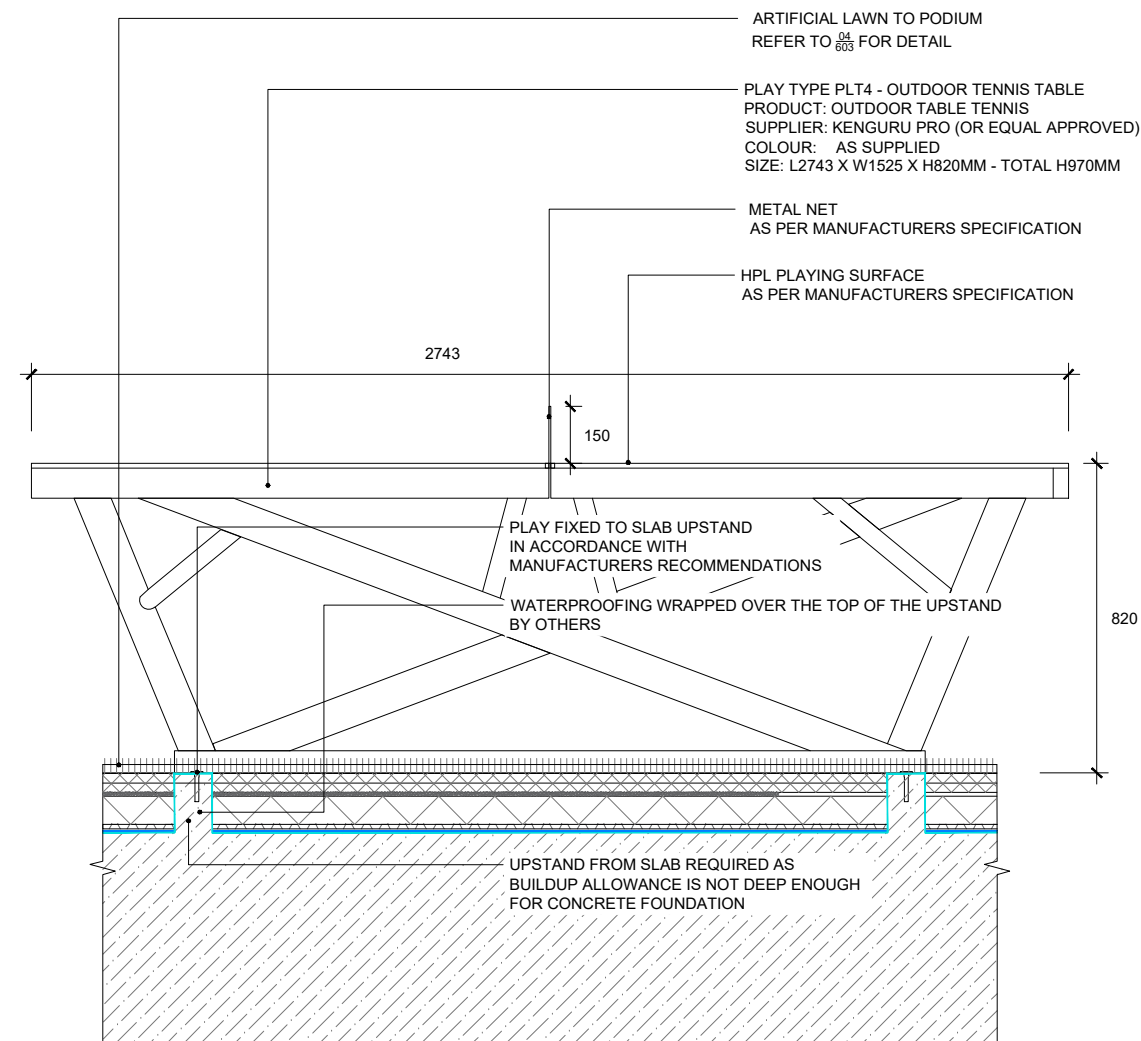 ARTIFICIAL LAWN TO PODIUM
REFER TO 04/603 FOR DETAIL
PLAY TYPE PLT4 - OUTDOOR TENNIS TABLE
PRODUCT: OUTDOOR TABLE TENNIS
SUPPLIER: KENGURU PRO (OR EQUAL APPROVED)
COLOUR: AS SUPPLIED
SIZE: L2743 X W1525 X H820MM - TOTAL H970MM
METAL NET
AS PER MANUFACTURERS SPECIFICATION
HPL PLAYING SURFACE
AS PER MANUFACTURERS SPECIFICATION
2743
150
PLAY FIXED TO SLAB UPSTAND
IN ACCORDANCE WITH
MANUFACTURERS RECOMMENDATIONS
WATERPROOFING WRAPPED OVER THE TOP OF THE UPSTAND
BY OTHERS
820
UPSTAND FROM SLAB REQUIRED AS
BUILDUP ALLOWANCE IS NOT DEEP ENOUGH
FOR CONCRETE FOUNDATION